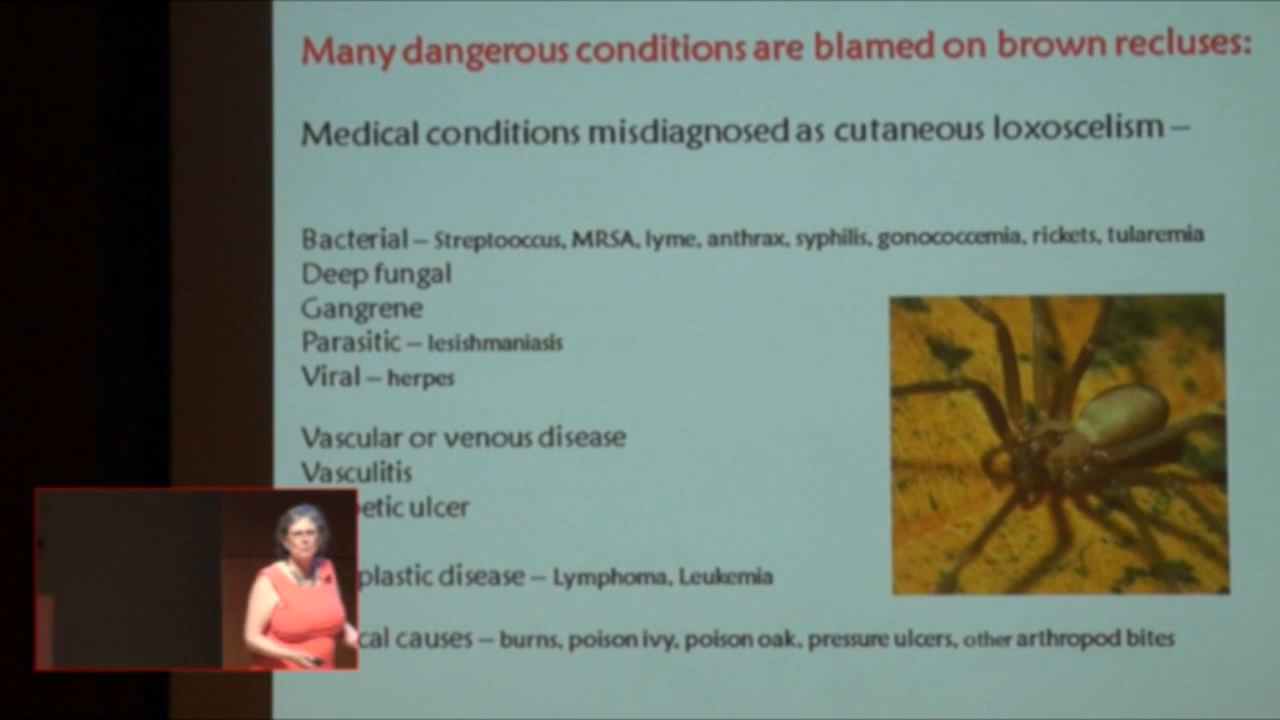 Many dangerous conditions are blamed on brown recluses:
Medical conditions misdiagnosed as cutaneous loxoscelism –
Bacterial – Streptooccus, MRSA, lyme, anthrax, syphilis, gonococcemia, rickets, tularemia
Deep fungal
Gangrene
Parasitic – lesishmaniasis
Viral – herpes
Vascular or venous disease
Vasculitis
etic ulcer
plastic disease – Lymphoma, Leukemia
cal causes – burns, poison ivy, poison oak, pressure ulcers, other arthropod bites